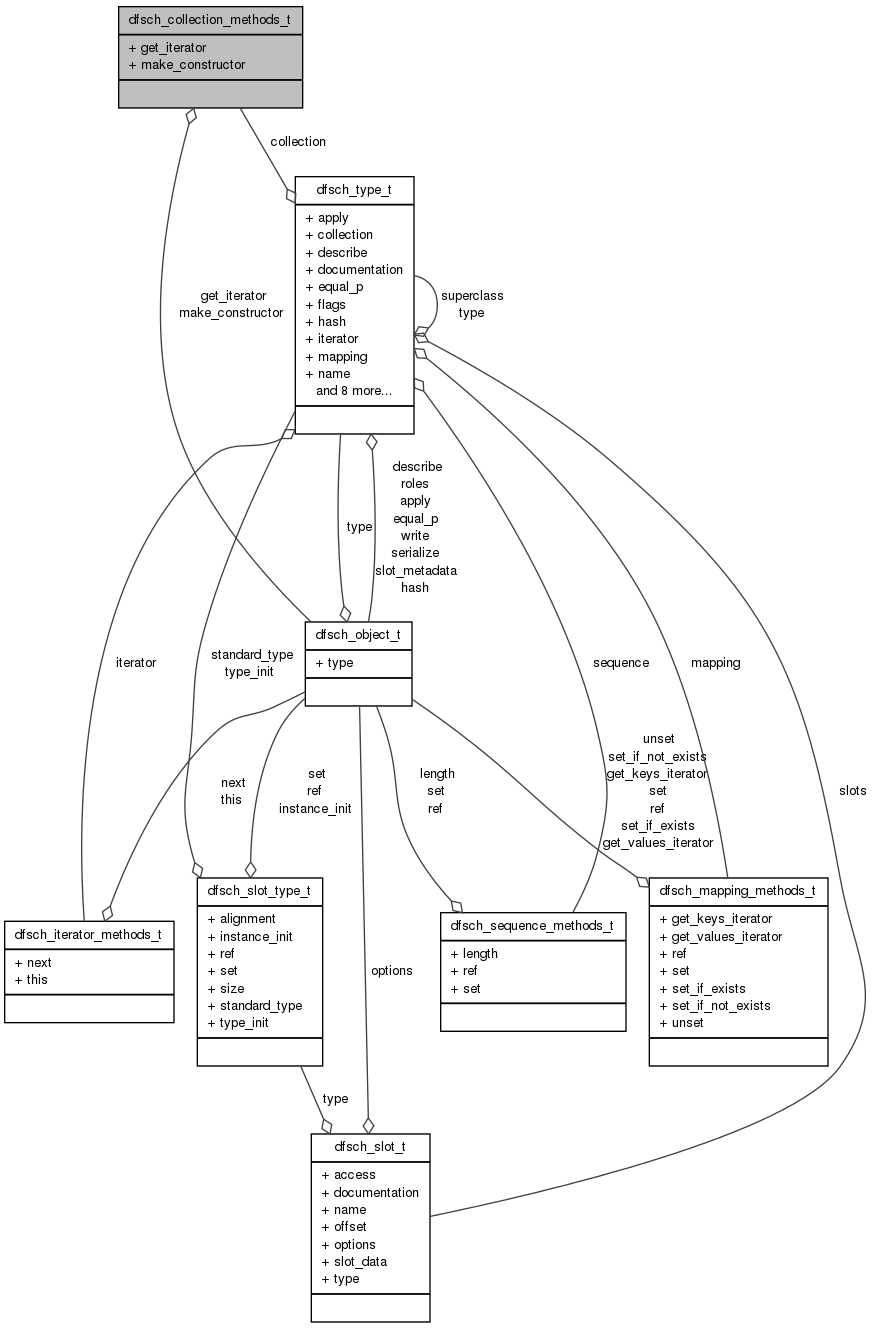 dfsch_collection_methods_t
+ get_iterator
+ make_constructor
collection
dfsch_type_t
+ apply
+ collection
+ describe
+ documentation
+ equal_p
+ flags
+ hash
+ iterator
+ mapping
+ name
and 8 more...
superclass
type
get_iterator
make_constructor
describe
roles
apply
equal_p
write
serialize
slot_metadata
hash
type
dfsch_object_t
+ type
iterator
standard_type
type_init
sequence
mapping
slots
next
this
set
ref
instance_init
length
set
ref
unset
set_if_not_exists
get_keys_iterator
set
ref
set_if_exists
get_values_iterator
dfsch_iterator_methods_t
+ next
+ this
dfsch_slot_type_t
+ alignment
+ instance_init
+ ref
+ set
+ size
+ standard_type
+ type_init
options
dfsch_sequence_methods_t
+ length
+ ref
+ set
dfsch_mapping_methods_t
+ get_keys_iterator
+ get_values_iterator
+ ref
+ set
+ set_if_exists
+ set_if_not_exists
+ unset
type
dfsch_slot_t
+ access
+ documentation
+ name
+ offset
+ options
+ slot_data
+ type